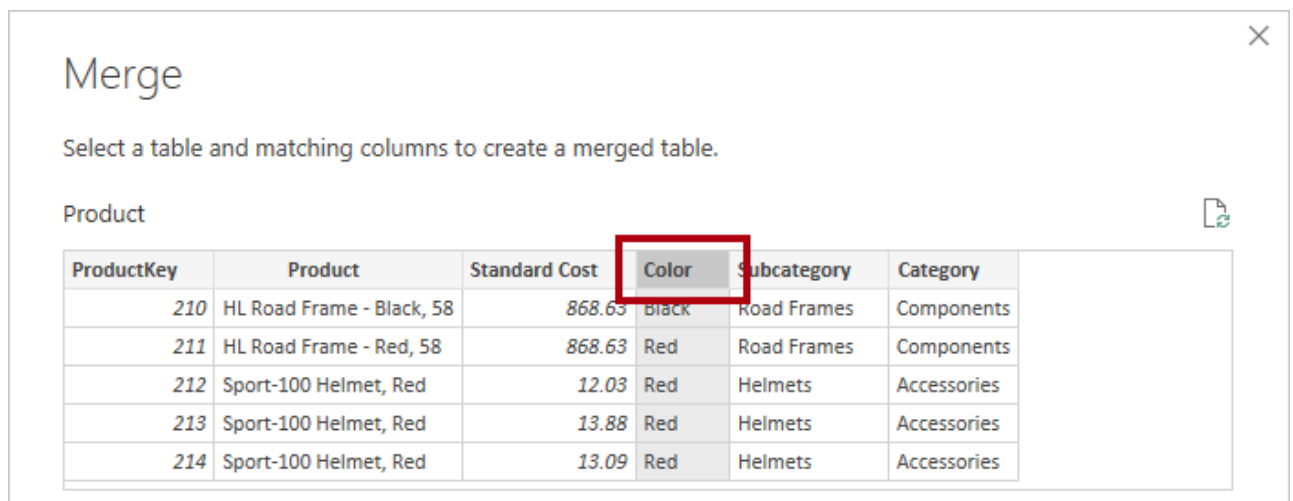 Merge
Select a table and matching columns to create a merged table.
Product
ProductKey Product Standard Cost Color Subcategory Category
210 HL Road Frame - Black, 58 868.63 Black Road Frames Components
211 HL Road Frame - Red, 58 868.63 Red Road Frames Components
212 Sport-100 Helmet, Red 12.03 Red Helmets Accessories
213 Sport-100 Helmet, Red 13.88 Red Helmets Accessories
214 Sport-100 Helmet, Red 13.09 Red Helmets Accessories